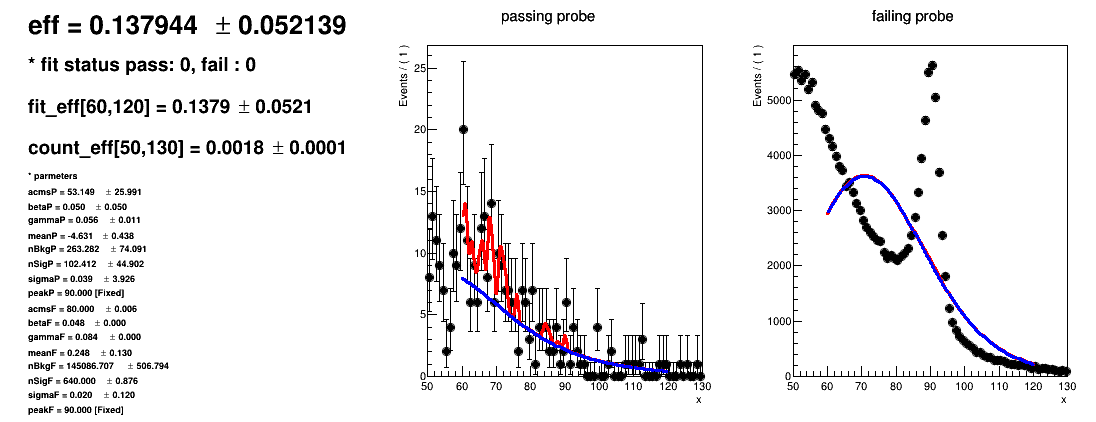 eff = 0.137944 ± 0.052139
* fit status pass: 0, fail : 0
fit_eff[60,120] = 0.1379 ± 0.0521
count_eff[50,130] = 0.0018 ± 0.0001
* parmeters
acmsP = 53.149 ± 25.991
betaP = 0.050 ± 0.050
gammaP = 0.056 ± 0.011
meanP = -4.631 ± 0.438
nBkgP = 263.282 ± 74.091
nSigP = 102.412 ± 44.902
sigmaP = 0.039 ± 3.926
peakP = 90.000 [Fixed]
acmsF = 80.000 ± 0.006
betaF = 0.048 ± 0.000
gammaF = 0.084 ± 0.000
meanF = 0.248 ± 0.130
nBkgF = 145086.707 ± 506.794
nSigF = 640.000 ± 0.876
sigmaF = 0.020 ± 0.120
peakF = 90.000 [Fixed]
passing probe
Events / ( 1 )
25
20
15
10
5
0
50 60 70 80 90 100 110 120 130
x
failing probe
Events / ( 1 )
5000
4000
3000
2000
1000
0
50 60 70 80 90 100 110 120 130
x